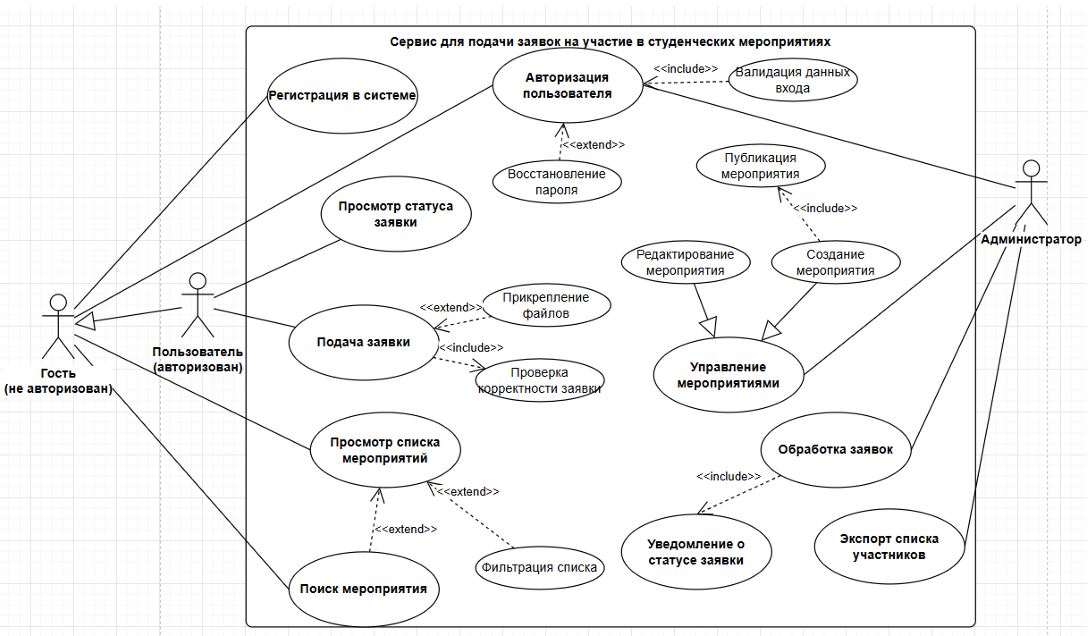 Сервис для подачи заявок на участие в студенческих мероприятиях
Регистрация в системе
Авторизация
пользователя
<<include>>
Валидация данных
входа
<<extend>>
Восстановление
пароля
Публикация
мероприятия
<<include>>
Просмотр статуса
заявки
Администратор
Редактирование
мероприятия
Создание
мероприятия
Гость
(не авторизован)
Пользователь
(авторизован)
<<extend>>
Прикрепление
файлов
Подача заявки
<<include>>
Проверка
корректности заявки
Управление
мероприятиями
Просмотр списка
мероприятий
Обработка заявок
<<include>>
<<extend>>
<<extend>>
Уведомление о
статусе заявки
Экспорт списка
участников
Фильтрация списка
Поиск мероприятия